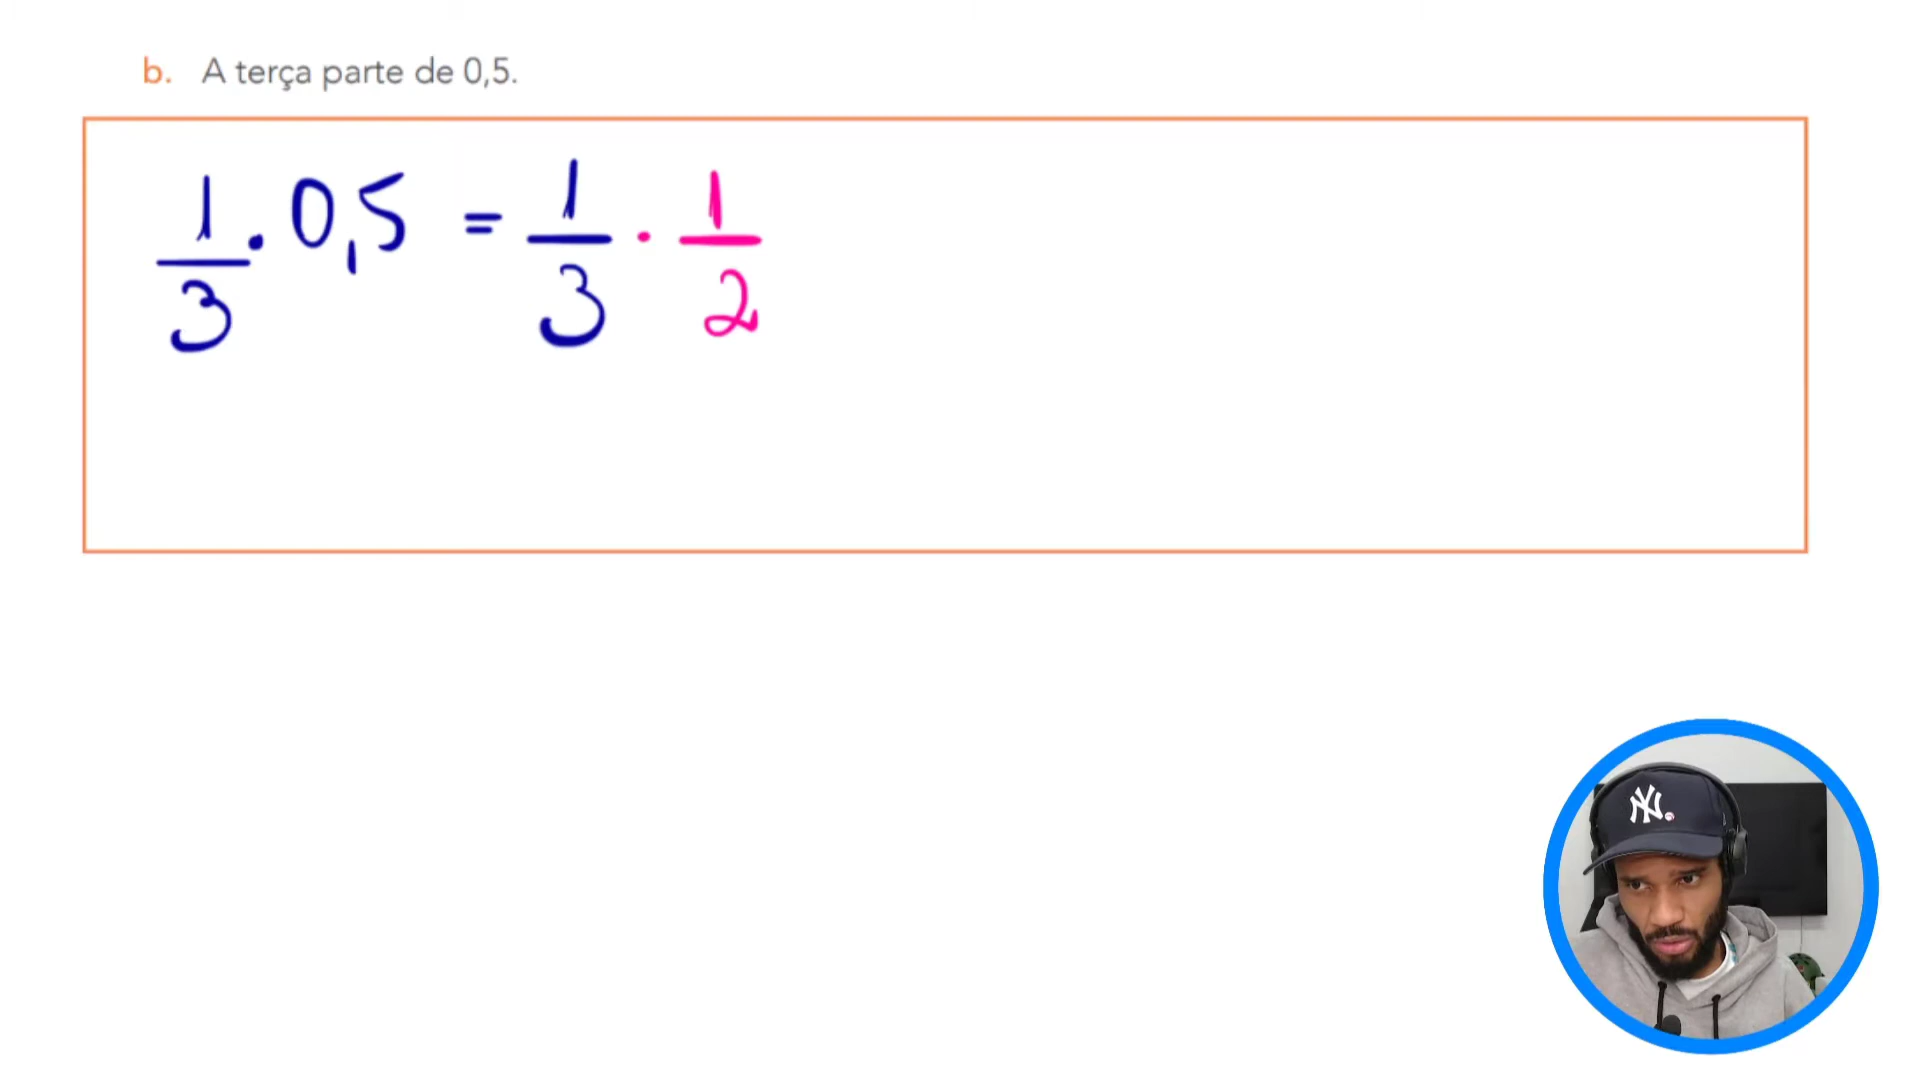 b. A terça parte de 0,5.
1/3 . 0,5 = 1/3 . 1/2
NY